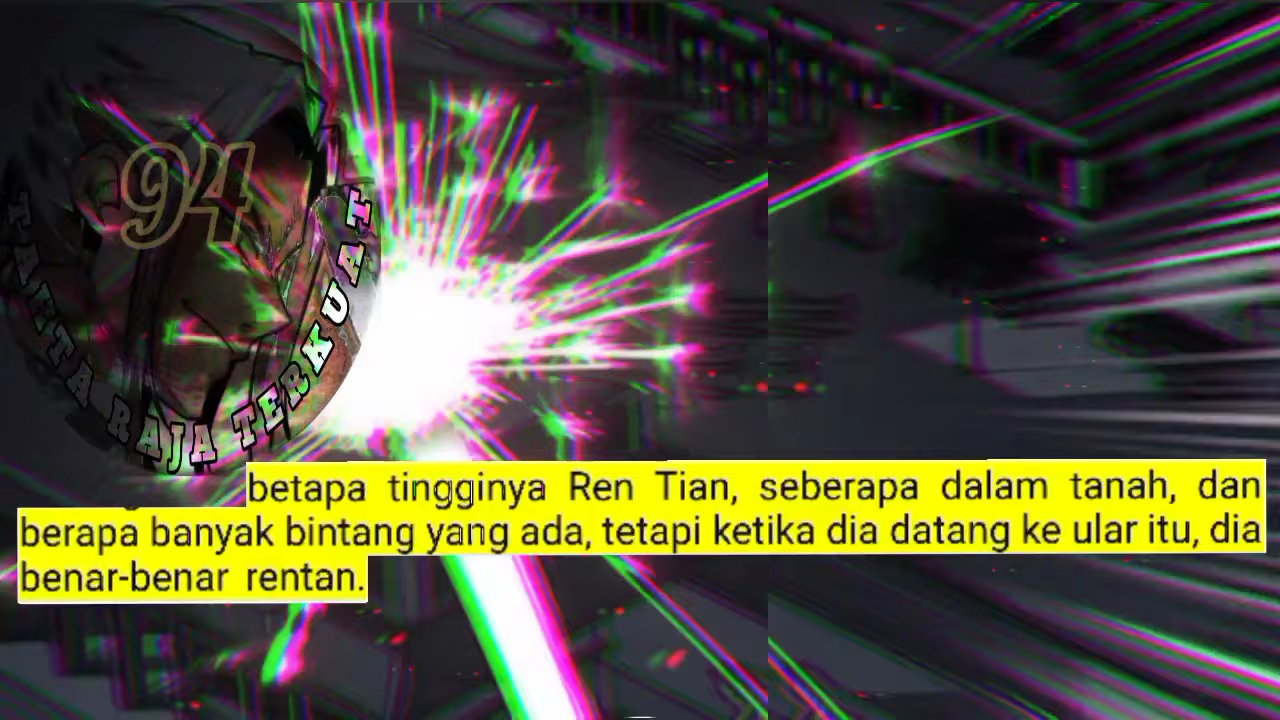 94
TAKTA RAJA TERKUAT
betapa tingginya Ren Tian, seberapa dalam tanah, dan
berapa banyak bintang yang ada, tetapi ketika dia datang ke ular itu, dia
benar-benar rentan.